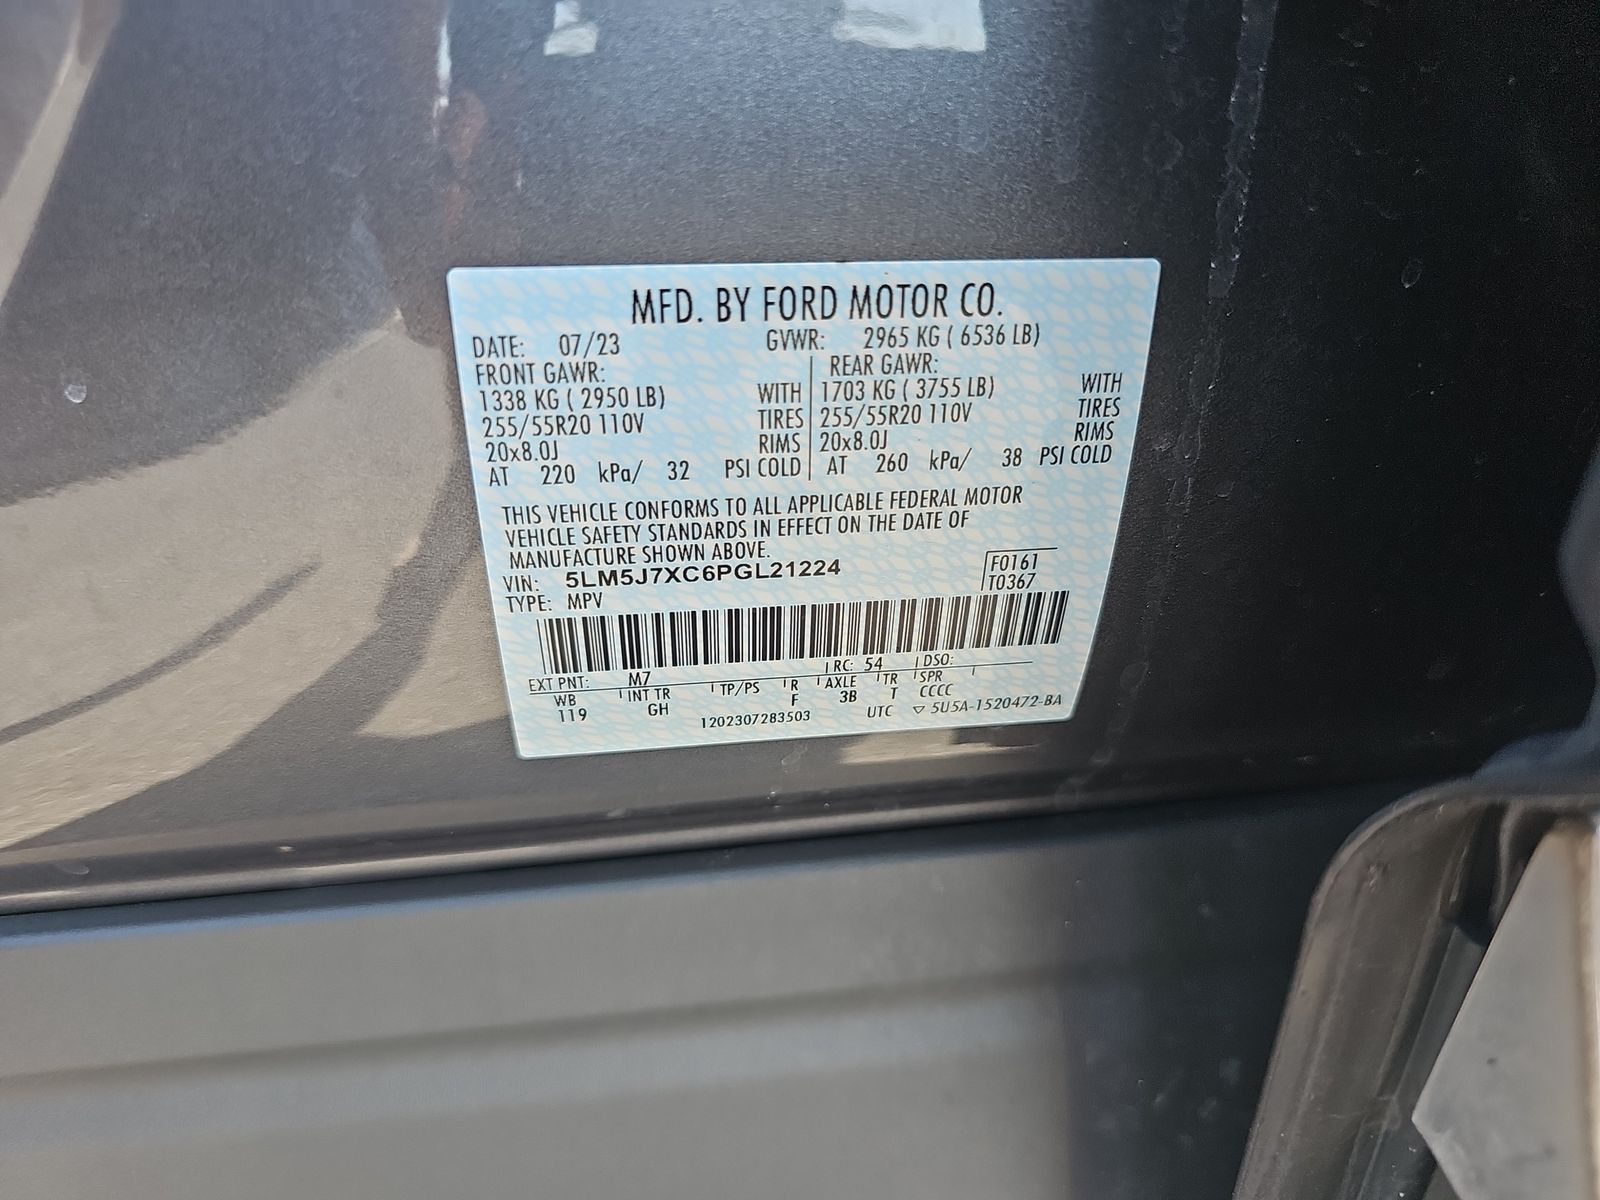 MFD. BY FORD MOTOR CO.
DATE: 07/23 GVWR: 2965 KG ( 6536 LB)
FRONT GAWR: REAR GAWR:
1338 KG ( 2950 LB) WITH 1703 KG ( 3755 LB) WITH
255/55R20 110V TIRES 255/55R20 110V TIRES
20x8.0J RIMS 20x8.0J RIMS
AT 220 kPa/ 32 PSI COLD AT 260 kPa/ 38 PSI COLD
THIS VEHICLE CONFORMS TO ALL APPLICABLE FEDERAL MOTOR
VEHICLE SAFETY STANDARDS IN EFFECT ON THE DATE OF
MANUFACTURE SHOWN ABOVE.
VIN: 5LM5J7XC6PGL21224 F0161
TYPE: MPV T0367
EXT PNT: M7 RC: 54 DSO:
WB INT TR TP/PS R AXLE TR SPR
119 GH F 3B T CCCC
1202307283503 UTC ▽ 5U5A-1520472-BA